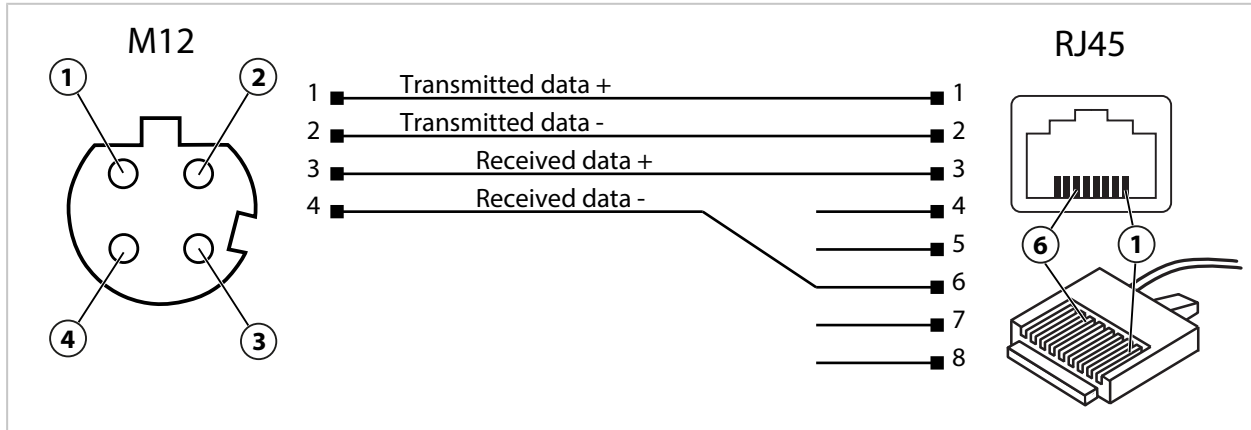 M12
RJ45
1
2
4
3
1 Transmitted data + 1
2 Transmitted data - 2
3 Received data + 3
4 Received data - 4
5
6
7
8
6
1